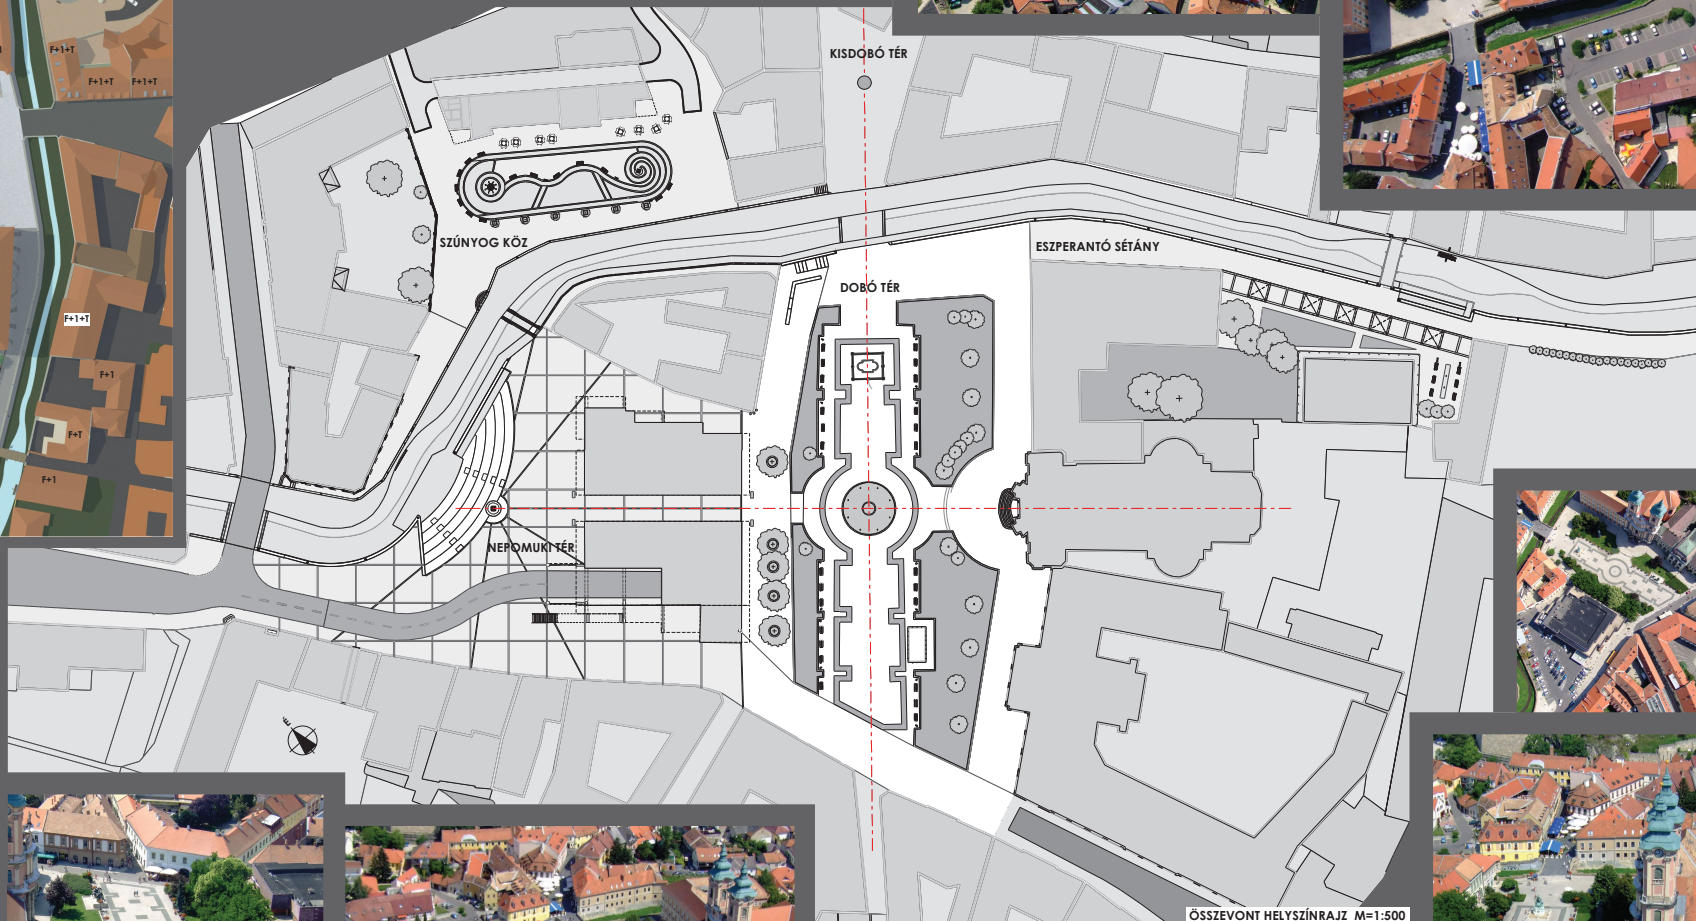 F+1+T
F+1+T
F+1+T
F+1+T
F+1
F+T
F+1
KISDOBÓ TÉR
SZÚNYOG KÖZ
ESZPERANTÓ SÉTÁNY
DOBÓ TÉR
NEPOMUKI TÉR
ÖSSZEVONT HELYSZÍNRAJZ M=1:500